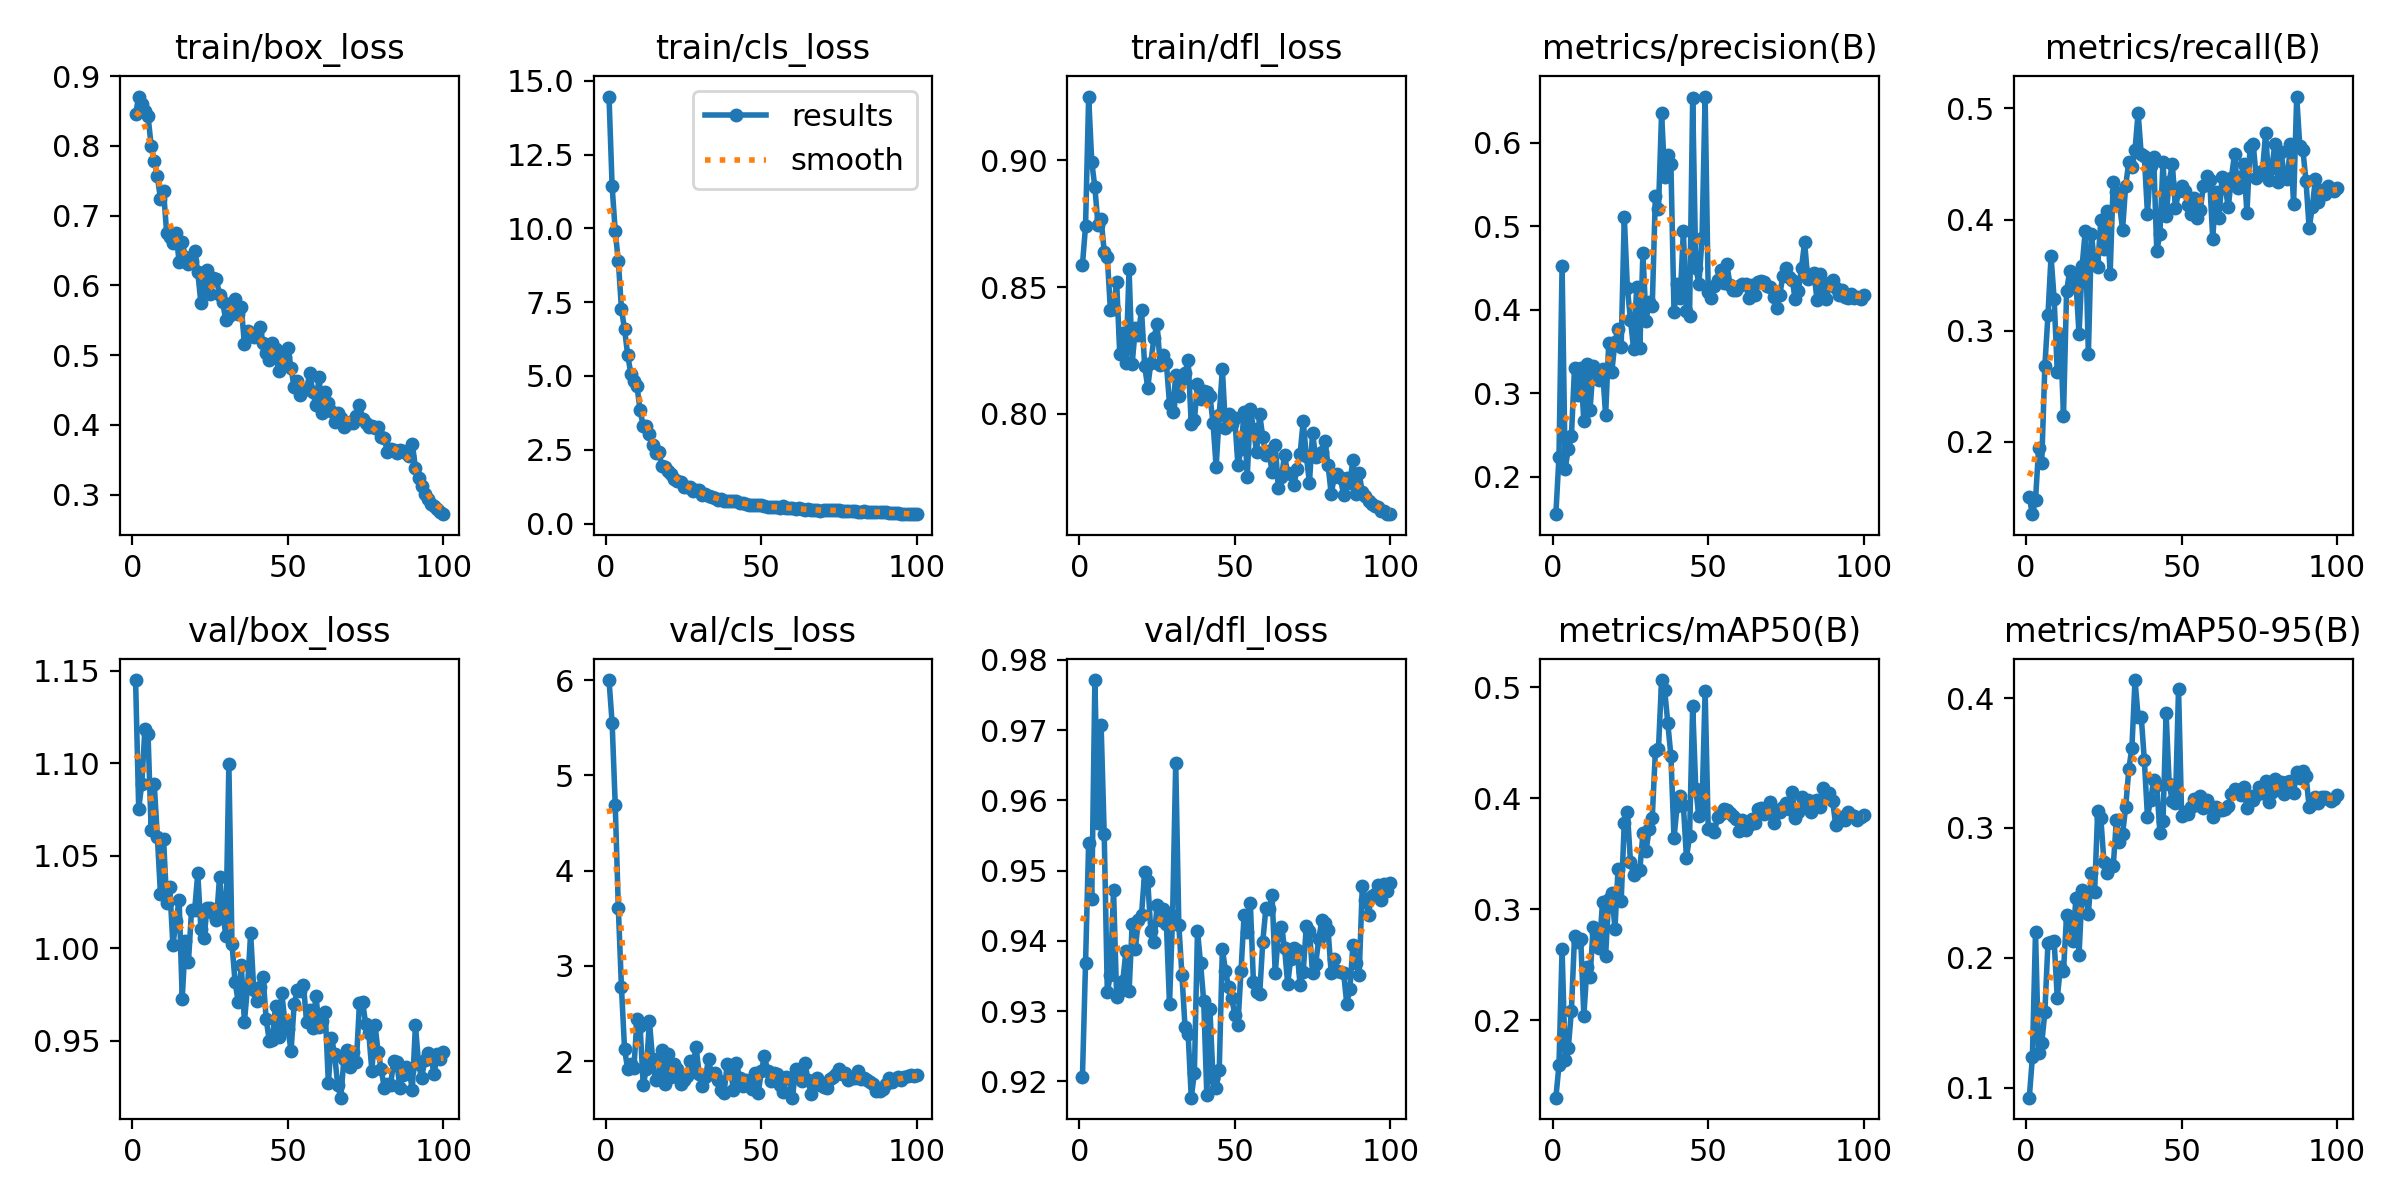 train/box_loss
0.9
0.8
0.7
0.6
0.5
0.4
0.3
0 50 100
train/cls_loss
15.0
12.5
10.0
7.5
5.0
2.5
0.0
results
smooth
0 50 100
train/dfl_loss
0.90
0.85
0.80
0 50 100
metrics/precision(B)
0.6
0.5
0.4
0.3
0.2
0 50 100
metrics/recall(B)
0.5
0.4
0.3
0.2
0 50 100
val/box_loss
1.15
1.10
1.05
1.00
0.95
0 50 100
val/cls_loss
6
5
4
3
2
0 50 100
val/dfl_loss
0.98
0.97
0.96
0.95
0.94
0.93
0.92
0 50 100
metrics/mAP50(B)
0.5
0.4
0.3
0.2
0 50 100
metrics/mAP50-95(B)
0.4
0.3
0.2
0.1
0 50 100